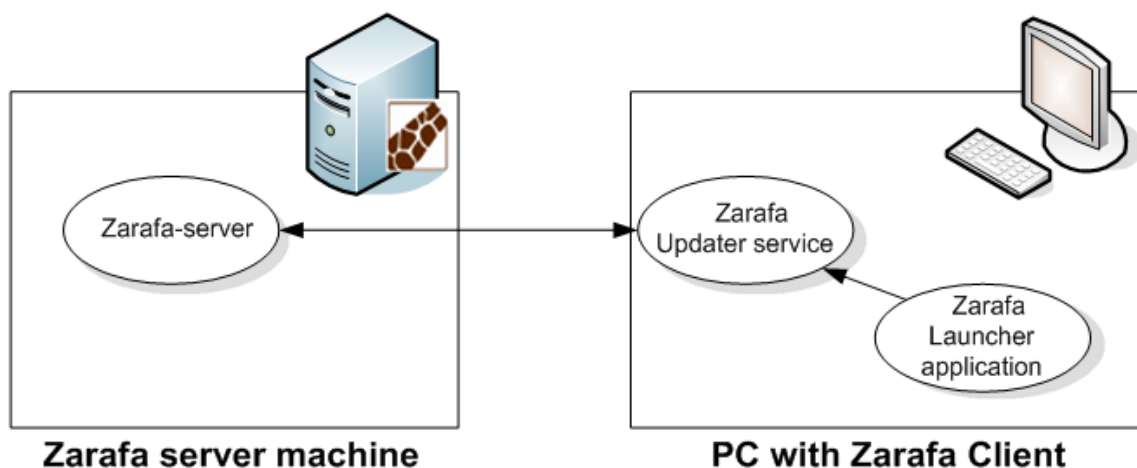 Zarafa-server
Zarafa
Updater service
Zarafa
Launcher
application
Zarafa server machine
PC with Zarafa Client